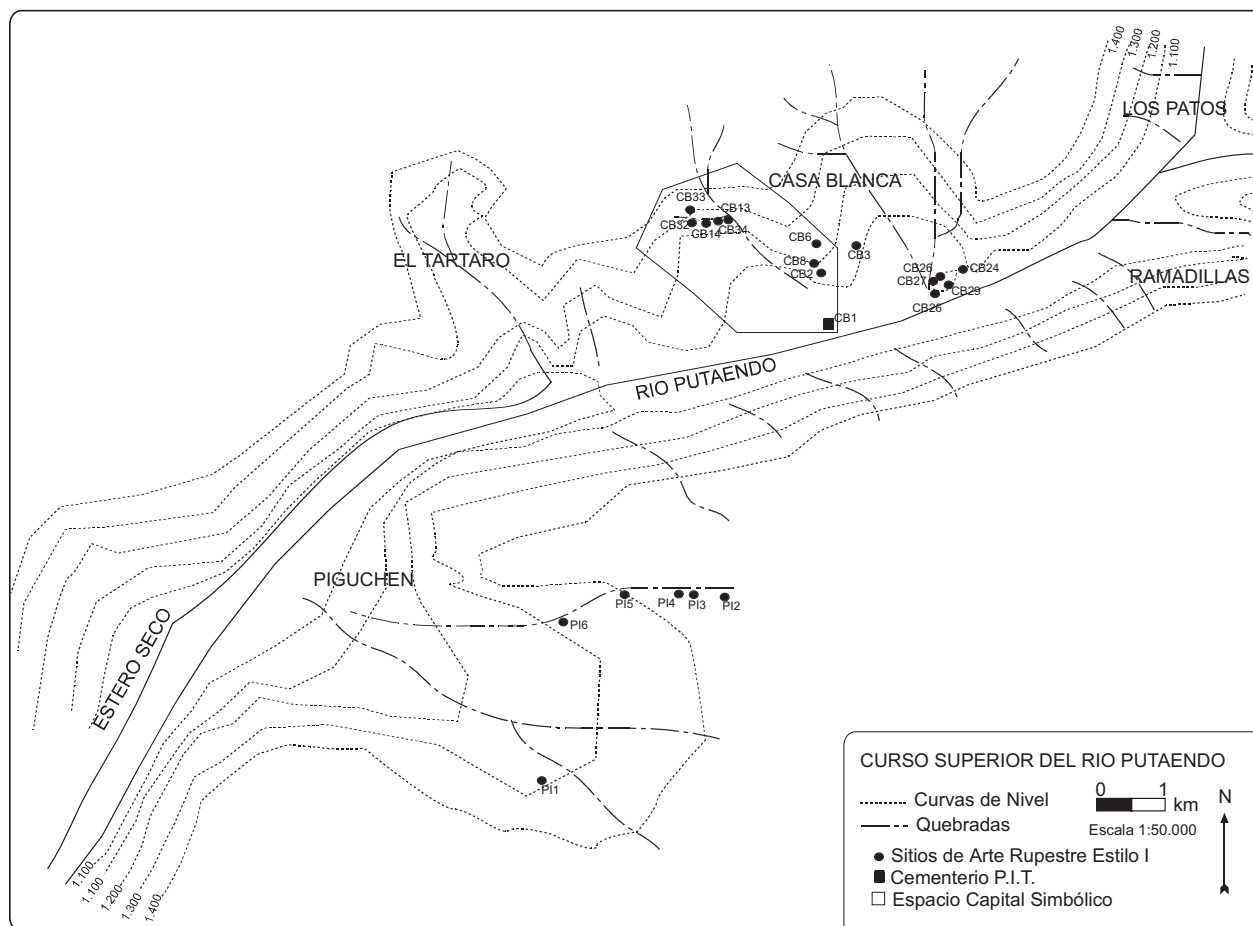 1.400
1.300
1.200
1.100
LOS PATOS
CASA BLANCA
CB33
CB13
CB32
CB14
CB34
CB6
CB3
EL TARTARO
CB8
CB2
CB26
CB24
CB27
CB29
CB26
RAMADILLAS
CB1
RIO PUTAENDO
PIGUCHEN
PI5
PI4
PI3
PI2
PI6
ESTERO SECO
PI1
1.100
1.100
1.200
1.300
1.400
CURSO SUPERIOR DEL RIO PUTAENDO
Curvas de Nivel
0 1
km
N
Quebradas
Escala 1:50.000
Sitios de Arte Rupestre Estilo I
Cementerio P.I.T.
Espacio Capital Simbólico